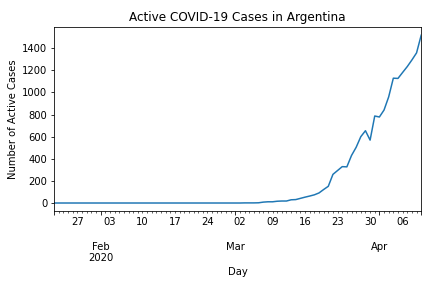 Active COVID-19 Cases in Argentina
Number of Active Cases
1400
1200
1000
800
600
400
200
0
27 03 10 17 24 02 09 16 23 30 06
Feb Mar Apr
2020
Day